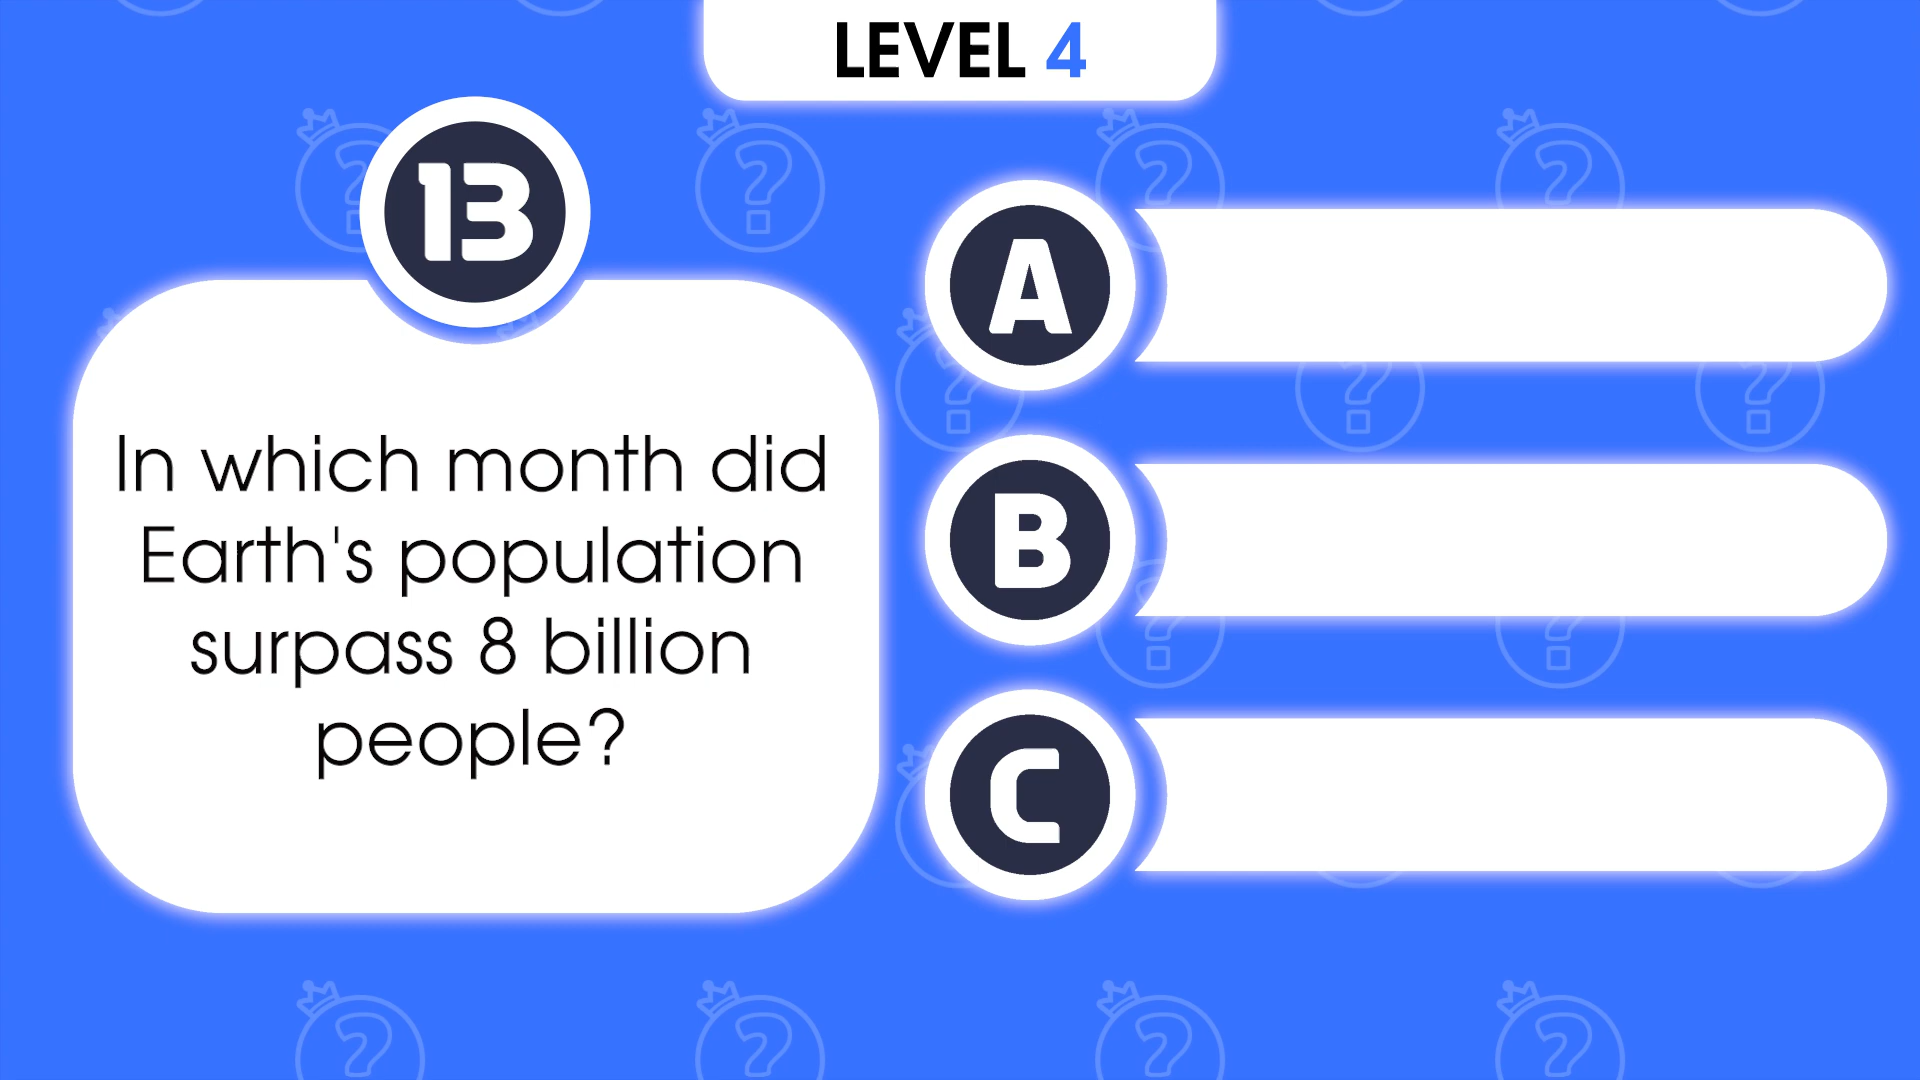 LEVEL 4
13
In which month did
Earth's population
surpass 8 billion
people?
A
B
C